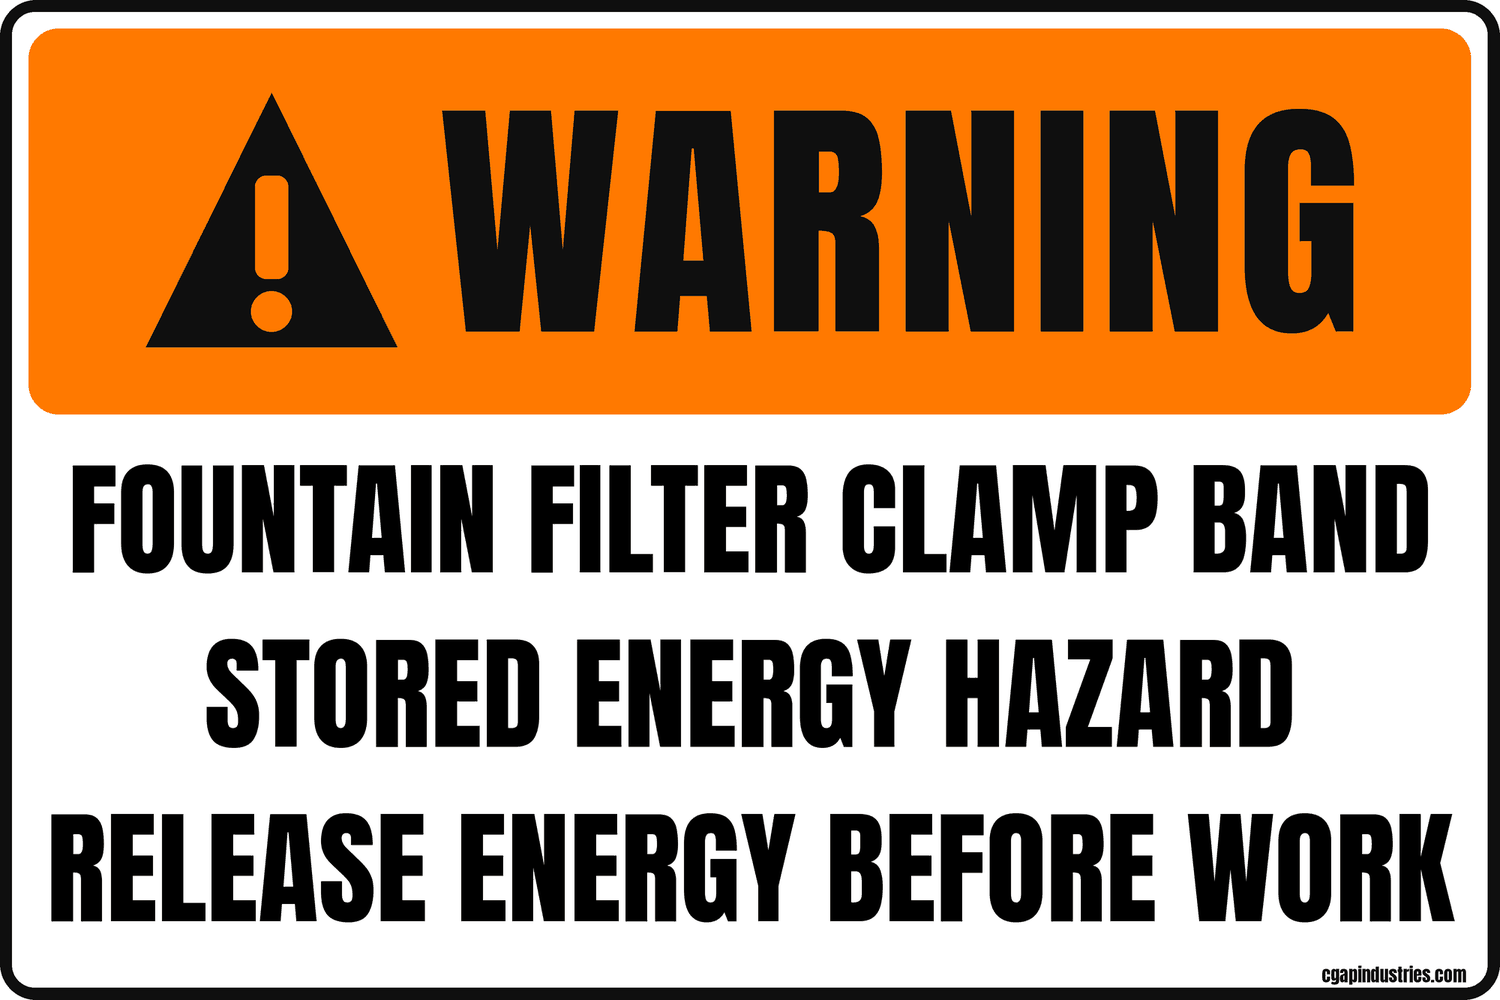 WARNING
FOUNTAIN FILTER CLAMP BAND
STORED ENERGY HAZARD
RELEASE ENERGY BEFORE WORK
cgapindustries.com